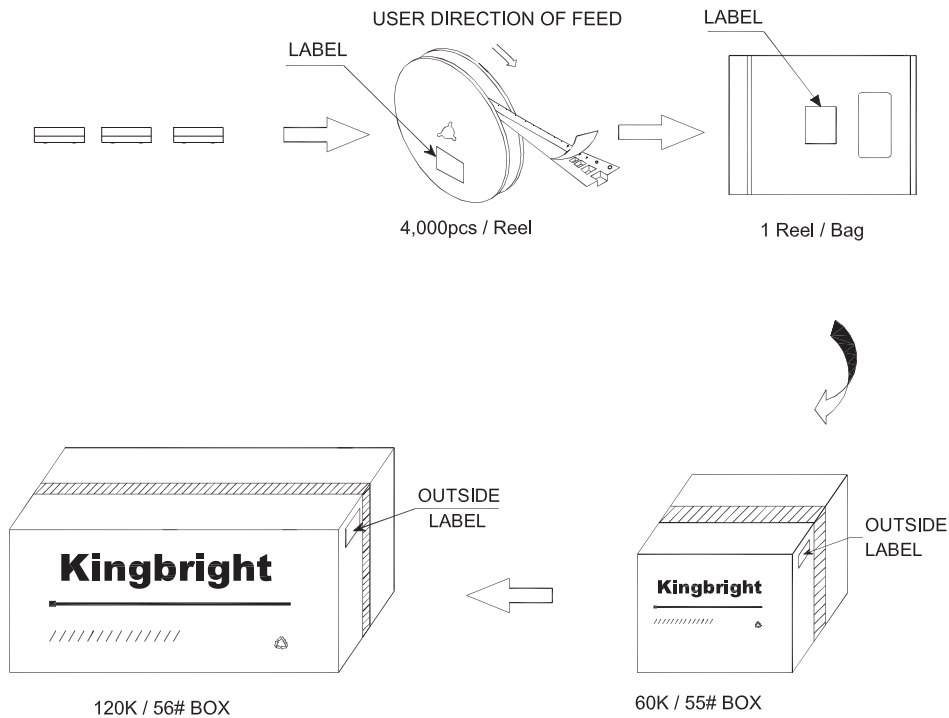 USER DIRECTION OF FEED
LABEL
LABEL
4,000pcs / Reel
1 Reel / Bag
OUTSIDE
LABEL
Kingbright
120K / 56# BOX
OUTSIDE
LABEL
Kingbright
60K / 55# BOX